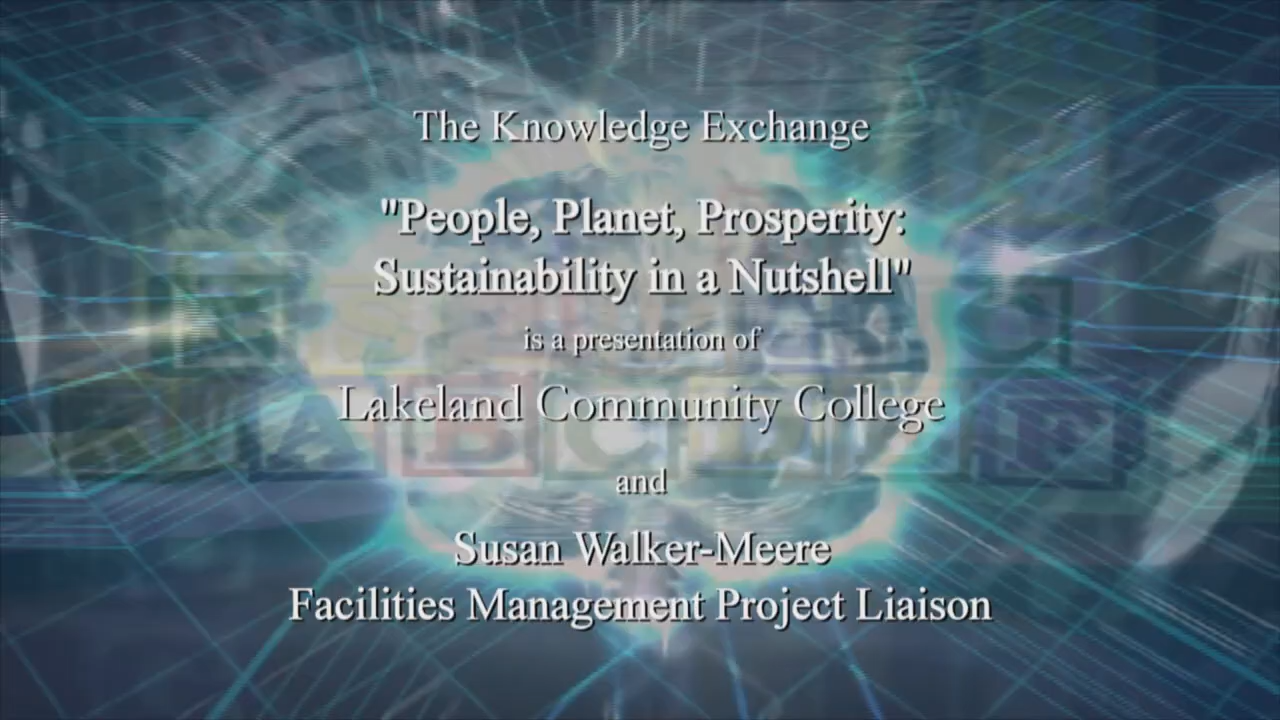 The Knowledge Exchange
"People, Planet, Prosperity:
Sustainability in a Nutshell"
is a presentation of
Lakeland Community College
and
Susan Walker-Meere
Facilities Management Project Liaison